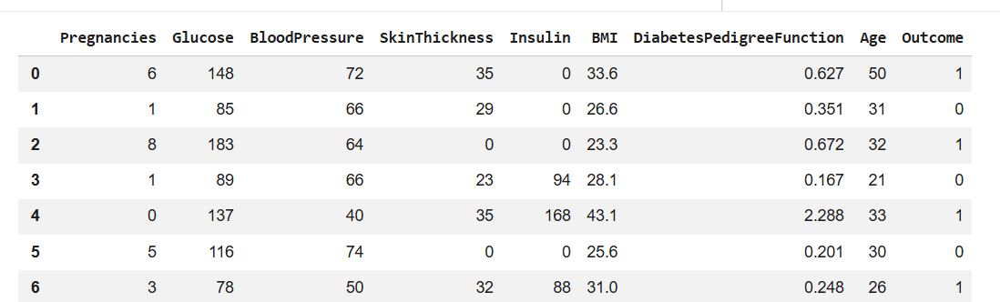 Pregnancies Glucose BloodPressure SkinThickness Insulin BMI DiabetesPedigreeFunction Age Outcome
0 6 148 72 35 0 33.6 0.627 50 1
1 1 85 66 29 0 26.6 0.351 31 0
2 8 183 64 0 0 23.3 0.672 32 1
3 1 89 66 23 94 28.1 0.167 21 0
4 0 137 40 35 168 43.1 2.288 33 1
5 5 116 74 0 0 25.6 0.201 30 0
6 3 78 50 32 88 31.0 0.248 26 1